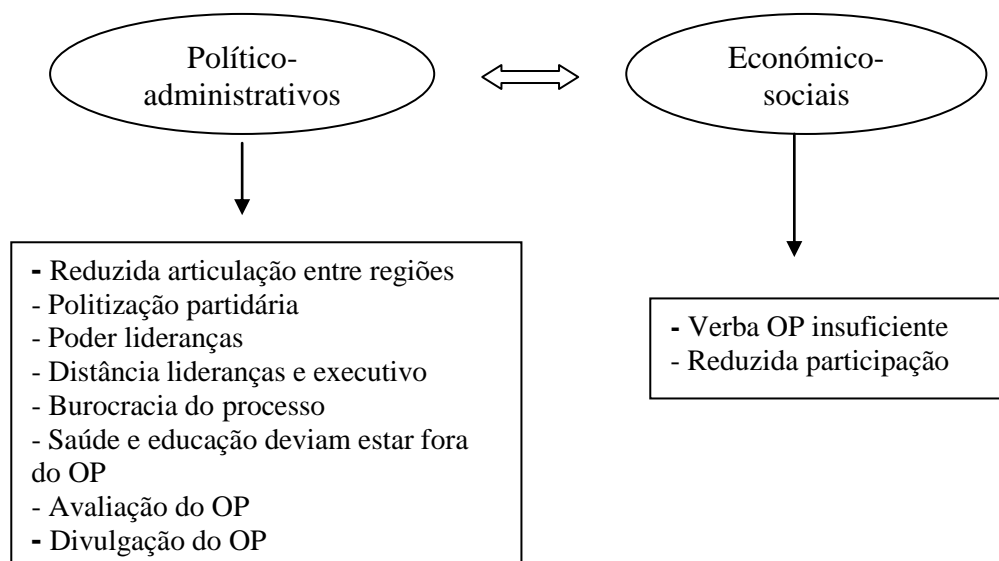 Político-
administrativos
Económico-
sociais
- Reduzida articulação entre regiões
- Politização partidária
- Poder lideranças
- Distância lideranças e executivo
- Burocracia do processo
- Saúde e educação deviam estar fora
do OP
- Avaliação do OP
- Divulgação do OP
- Verba OP insuficiente
- Reduzida participação